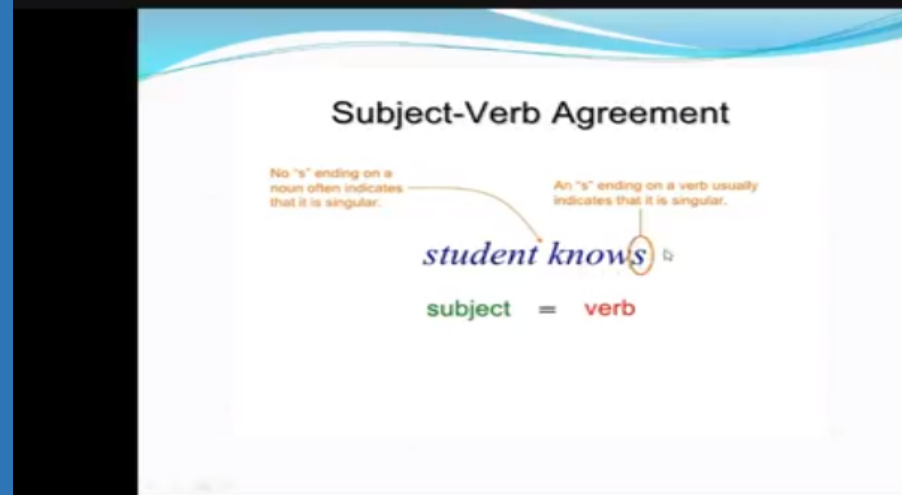 Subject-Verb Agreement
No "s" ending on a
noun often indicates
that it is singular.
An "s" ending on a verb usually
indicates that it is singular.
student knows
subject = verb